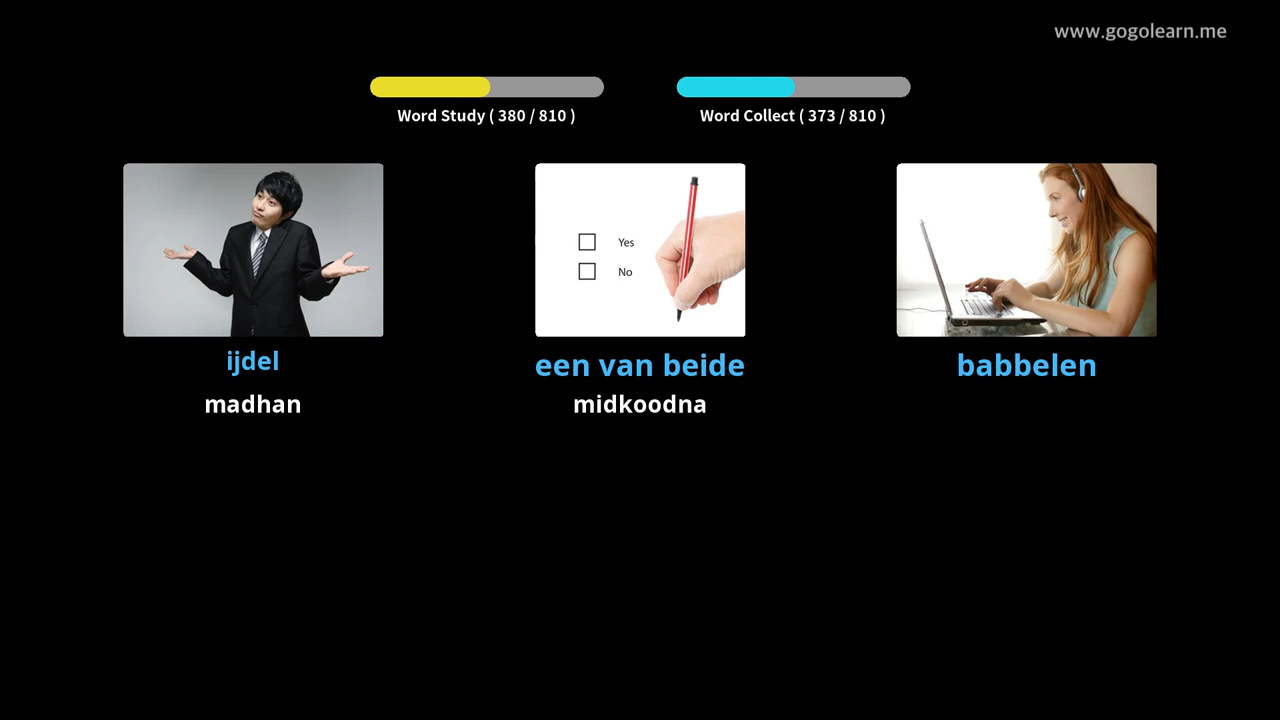 www.gogolearn.me
Word Study ( 380 / 810 )
Word Collect ( 373 / 810 )
Yes
No
ijdel
een van beide
babbelen
madhan
midkoodna